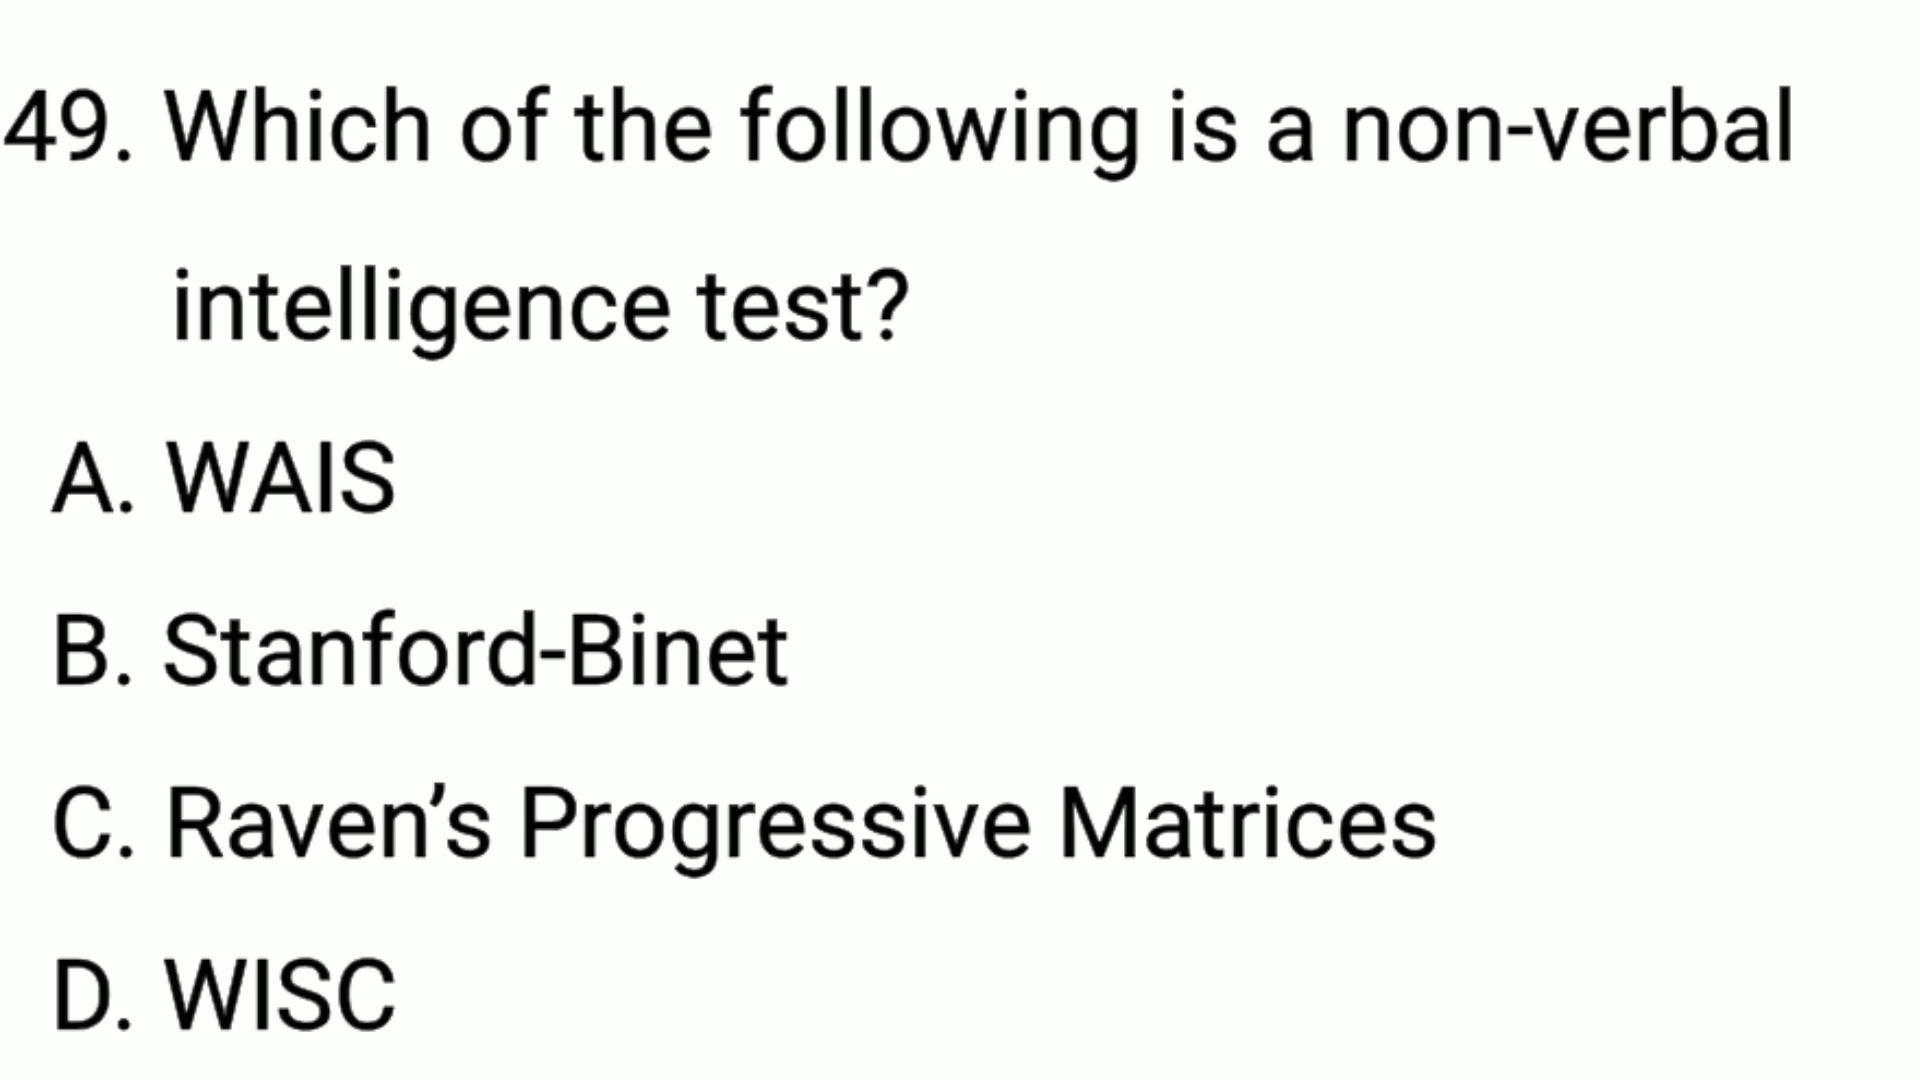 49. Which of the following is a non-verbal
intelligence test?
A. WAIS
B. Stanford-Binet
C. Raven’s Progressive Matrices
D. WISC